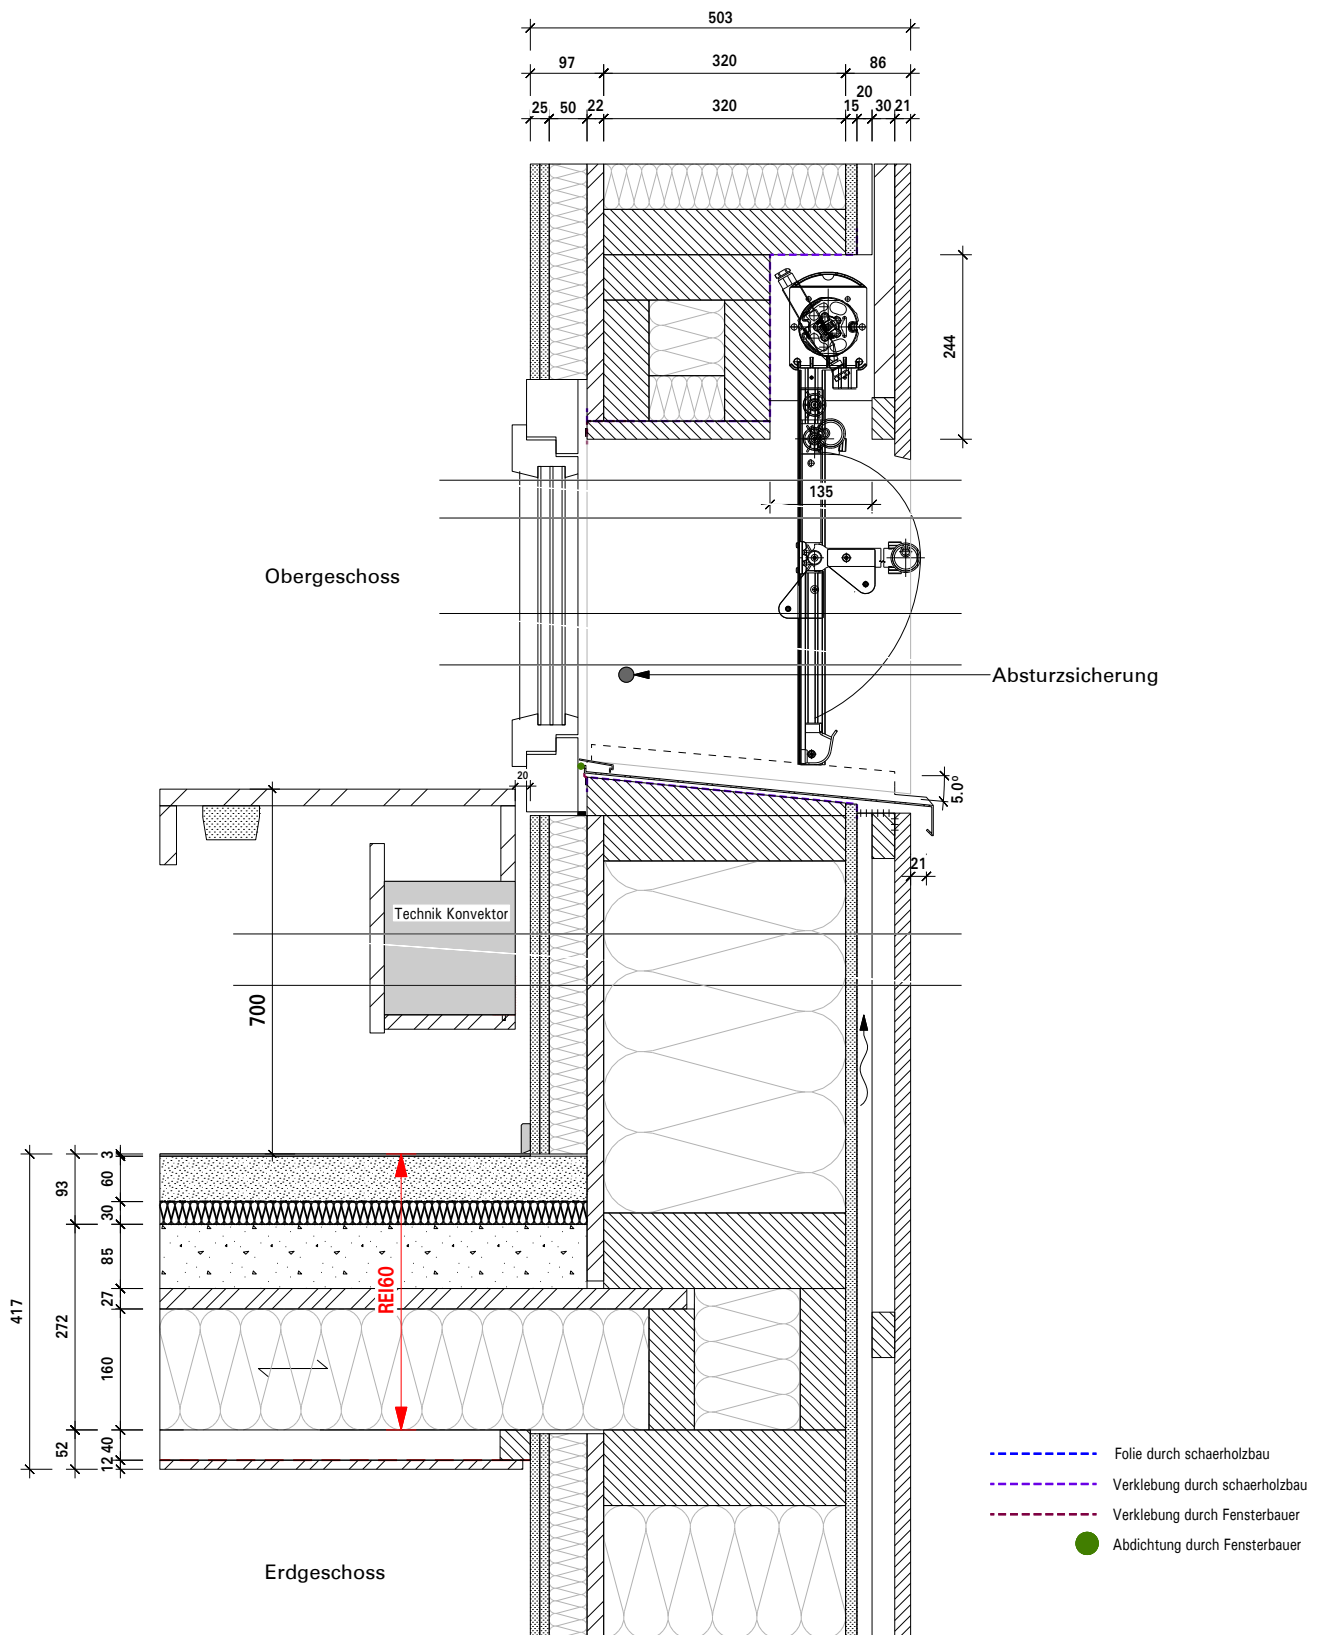 503
97 320 86
20
25 50 22 320 15 30 21
244
135
Obergeschoss
Absturzsicherung
5.0°
20
21
Technik Konvektor
700
3
60
93
30
85
27
REI60
417
272
160
40
52
12
Erdgeschoss
Folie durch schaerholzbau
Verklebung durch schaerholzbau
Verklebung durch Fensterbauer
Abdichtung durch Fensterbauer